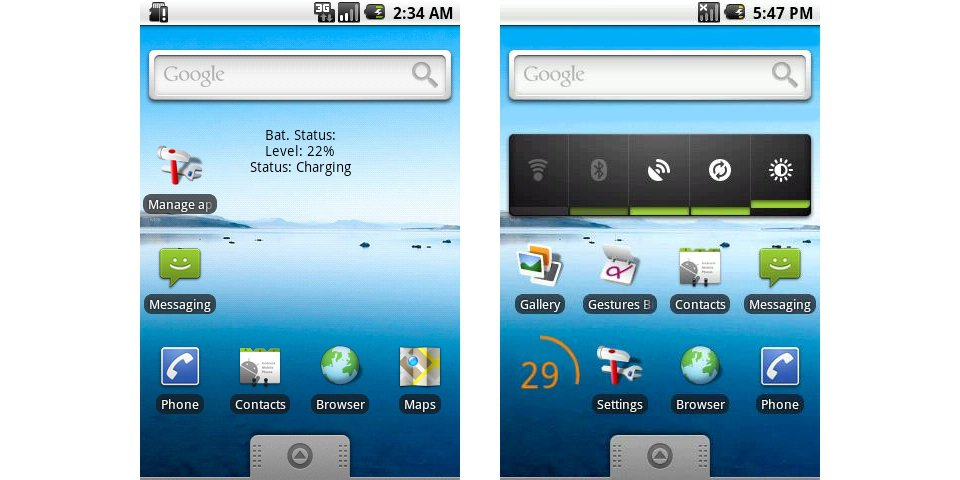 3G 2:34 AM
Google
Bat. Status:
Level: 22%
Status: Charging
Manage ap
Messaging
Phone Contacts Browser Maps
5:47 PM
Google
Gallery Gestures B Contacts Messaging
29
Settings Browser Phone